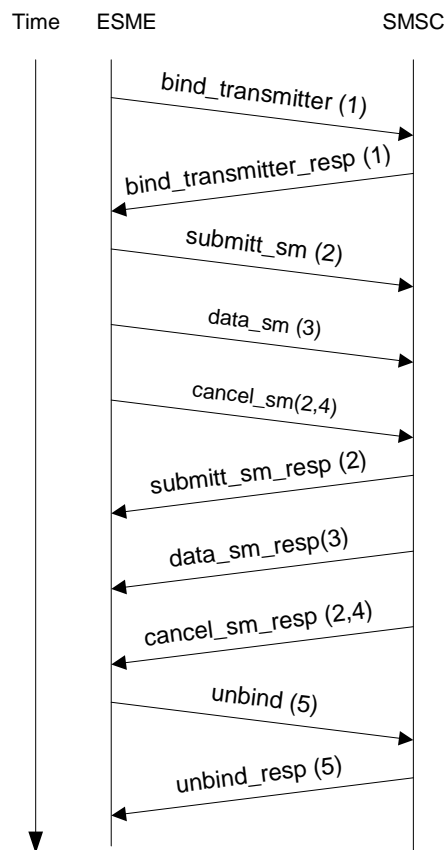 Time ESME SMSC
bind_transmitter (1)
bind_transmitter_resp (1)
submitt_sm (2)
data_sm (3)
cancel_sm(2,4)
submitt_sm_resp (2)
data_sm_resp(3)
cancel_sm_resp (2,4)
unbind (5)
unbind_resp (5)